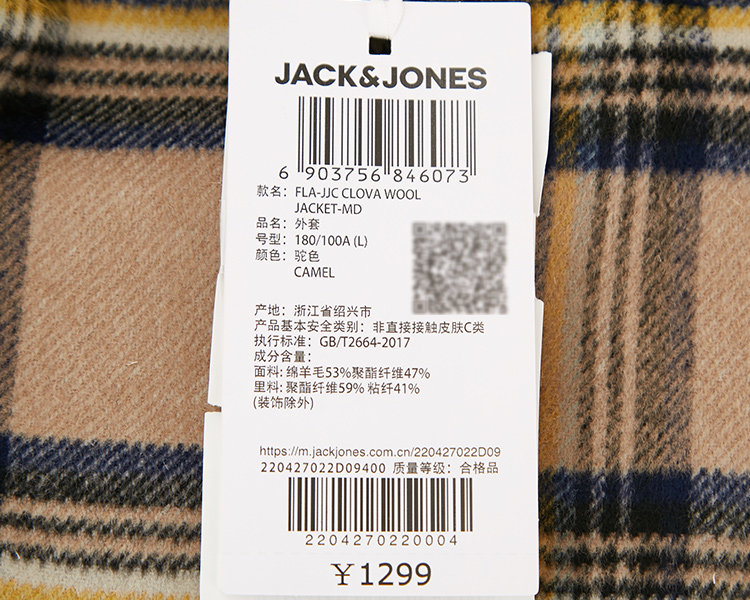 JACK&JONES
6 903756 846073
款名：FLA-JJC CLOVA WOOL
JACKET-MD
品名：外套
号型：180/100A (L)
颜色：驼色
CAMEL
产地：浙江省绍兴市
产品基本安全类别：非直接接触皮肤C类
执行标准：GB/T2664-2017
成分含量：
面料: 绵羊毛53%聚酯纤维47%
里料: 聚酯纤维59% 粘纤41%
(装饰除外)
https://m.jackjones.com.cn/220427022D09
220427022D09400 质量等级：合格品
2204270220004
￥1299